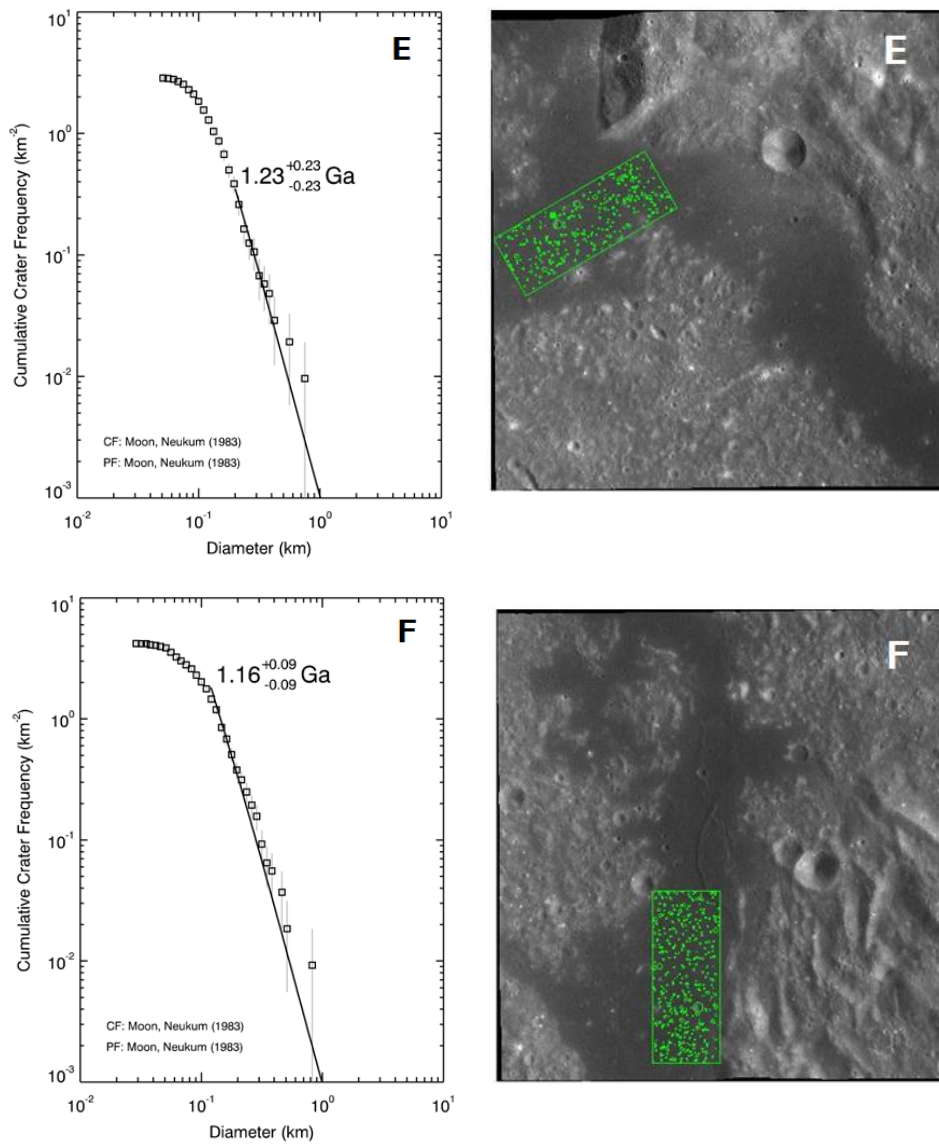 E
1.23 +0.23 -0.23 Ga
Cumulative Crater Frequency (km-2)
10^1
10^0
10^-1
10^-2
10^-3
CF: Moon, Neukum (1983)
PF: Moon, Neukum (1983)
10^-2 10^-1 10^0 10^1
Diameter (km)
E
F
1.16 +0.09 -0.09 Ga
Cumulative Crater Frequency (km-2)
10^1
10^0
10^-1
10^-2
10^-3
CF: Moon, Neukum (1983)
PF: Moon, Neukum (1983)
10^-2 10^-1 10^0 10^1
Diameter (km)
F